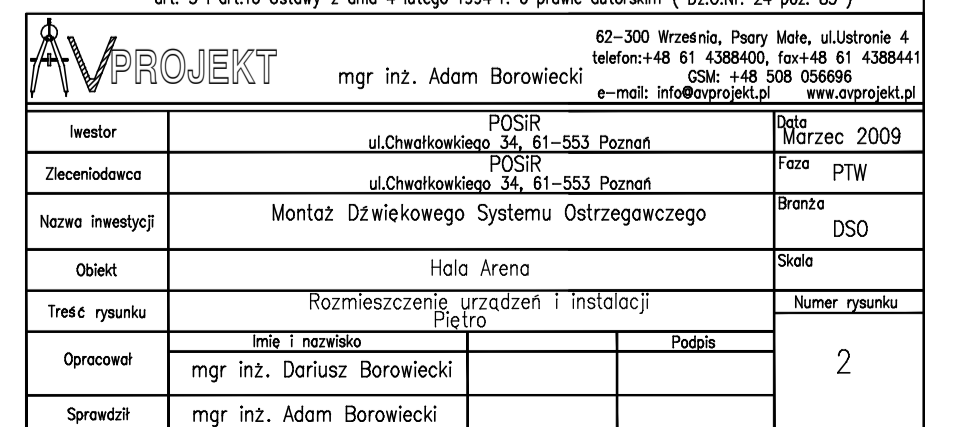 art. 3 i art.16 ustawy z dnia 4 lutego 1994 r. o prawie autorskim ( Dz.U.Nr. 24 poz. 83 )
AVPROJEKT
mgr inż. Adam Borowiecki
62-300 Września, Psary Małe, ul.Ustronie 4
telefon:+48 61 4388400, fax+48 61 4388441
GSM: +48 508 056696
e-mail: info@avprojekt.pl www.avprojekt.pl
Iwestor
POSiR
ul.Chwałkowkiego 34, 61-553 Poznań
Data
Marzec 2009
Zleceniodawca
POSiR
ul.Chwałkowkiego 34, 61-553 Poznań
Faza
PTW
Nazwa inwestycji
Montaż Dźwiękowego Systemu Ostrzegawczego
Branża
DSO
Obiekt
Hala Arena
Skala
Treść rysunku
Rozmieszczenie urządzeń i instalacji
Piętro
Numer rysunku
2
Imię i nazwisko
Podpis
Opracował
mgr inż. Dariusz Borowiecki
Sprawdził
mgr inż. Adam Borowiecki